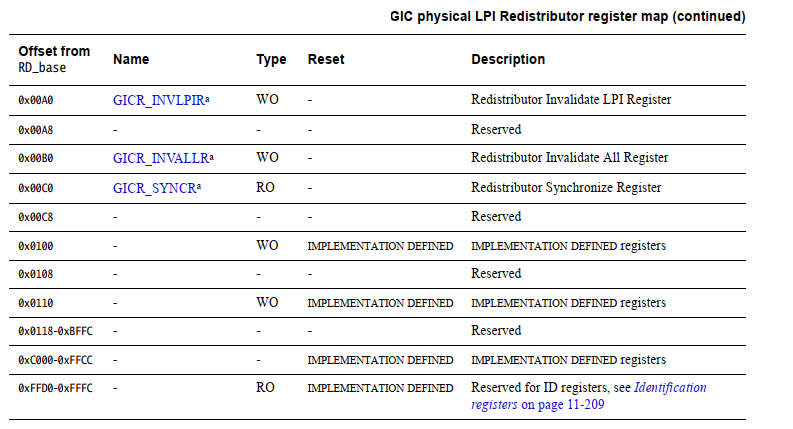 GIC physical LPI Redistributor register map (continued)
Offset from
RD_base Name Type Reset Description
0x00A0 GICR_INVLPIRa WO - Redistributor Invalidate LPI Register
0x00A8 - - - Reserved
0x00B0 GICR_INVALLRa WO - Redistributor Invalidate All Register
0x00C0 GICR_SYNCRa RO - Redistributor Synchronize Register
0x00C8 - - - Reserved
0x0100 - WO IMPLEMENTATION DEFINED IMPLEMENTATION DEFINED registers
0x0108 - - - Reserved
0x0110 - WO IMPLEMENTATION DEFINED IMPLEMENTATION DEFINED registers
0x0118-0xBFFC - - - Reserved
0xC000-0xFFCC - - IMPLEMENTATION DEFINED IMPLEMENTATION DEFINED registers
0xFFD0-0xFFFC - RO IMPLEMENTATION DEFINED Reserved for ID registers, see Identification
registers on page 11-209